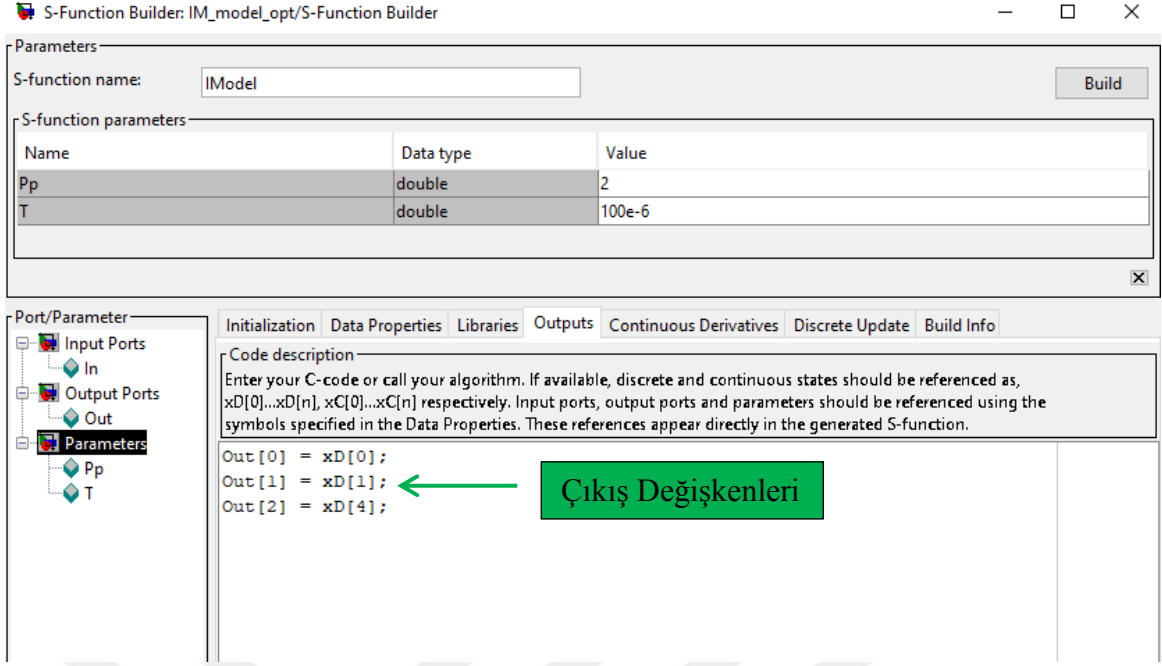 S-Function Builder: IM_model_opt/S-Function Builder
Parameters
S-function name: IModel Build
S-function parameters
Name Data type Value
Pp double 2
T double 100e-6
Port/Parameter
Input Ports
In
Output Ports
Out
Parameters
Pp
T
Initialization Data Properties Libraries Outputs Continuous Derivatives Discrete Update Build Info
Code description
Enter your C-code or call your algorithm. If available, discrete and continuous states should be referenced as,
xD[0]...xD[n], xC[0]...xC[n] respectively. Input ports, output ports and parameters should be referenced using the
symbols specified in the Data Properties. These references appear directly in the generated S-function.
Out[0] = xD[0];
Out[1] = xD[1];
Out[2] = xD[4];
Çıkış Değişkenleri